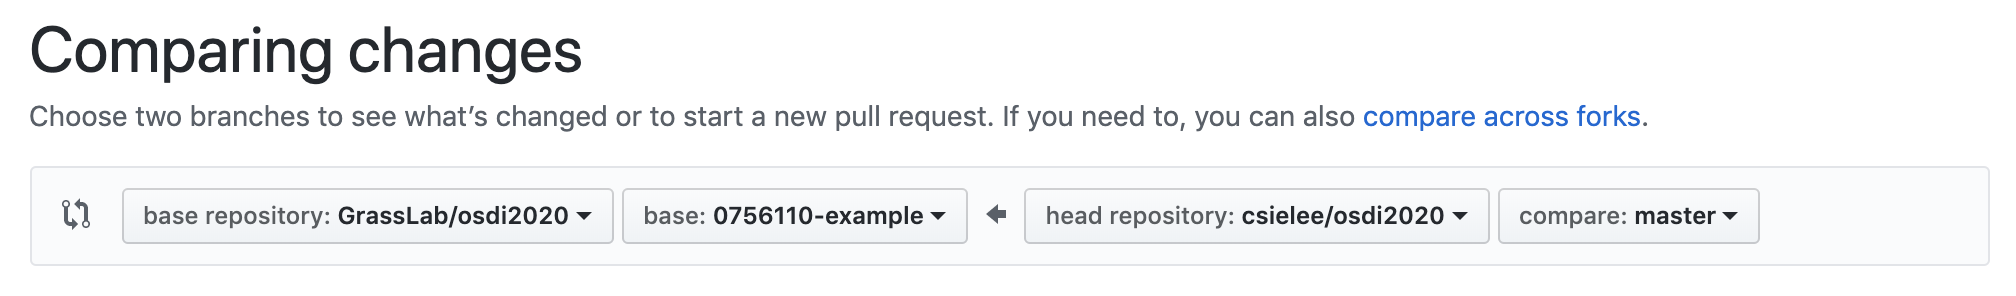 Comparing changes
Choose two branches to see what’s changed or to start a new pull request. If you need to, you can also compare across forks.
base repository: GrassLab/osdi2020 base: 0756110-example head repository: csielee/osdi2020 compare: master